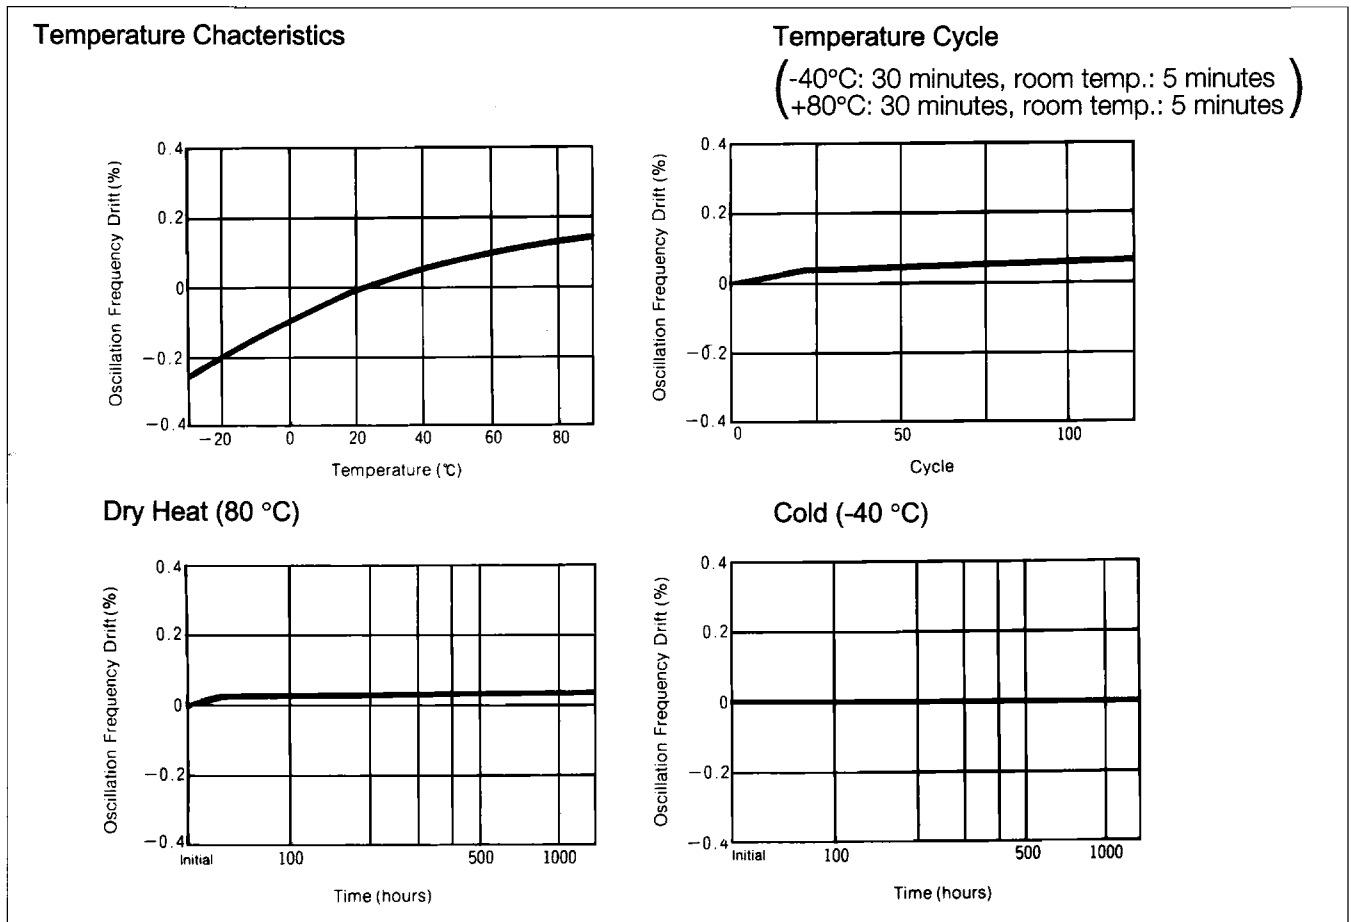 Temperature Chacteristics
0.4
0.2
0
−0.2
−0.4
Oscillation Frequency Drift (%)
−20 0 20 40 60 80
Temperature (℃)
Temperature Cycle
(-40°C: 30 minutes, room temp.: 5 minutes
+80°C: 30 minutes, room temp.: 5 minutes)
0.4
0.2
0
−0.2
−0.4
Oscillation Frequency Drift (%)
0 50 100
Cycle
Dry Heat (80 °C)
0.4
0.2
0
−0.2
−0.4
Oscillation Frequency Drift (%)
Initial 100 500 1000
Time (hours)
Cold (-40 °C)
0.4
0.2
0
−0.2
−0.4
Oscillation Frequency Drift (%)
Initial 100 500 1000
Time (hours)